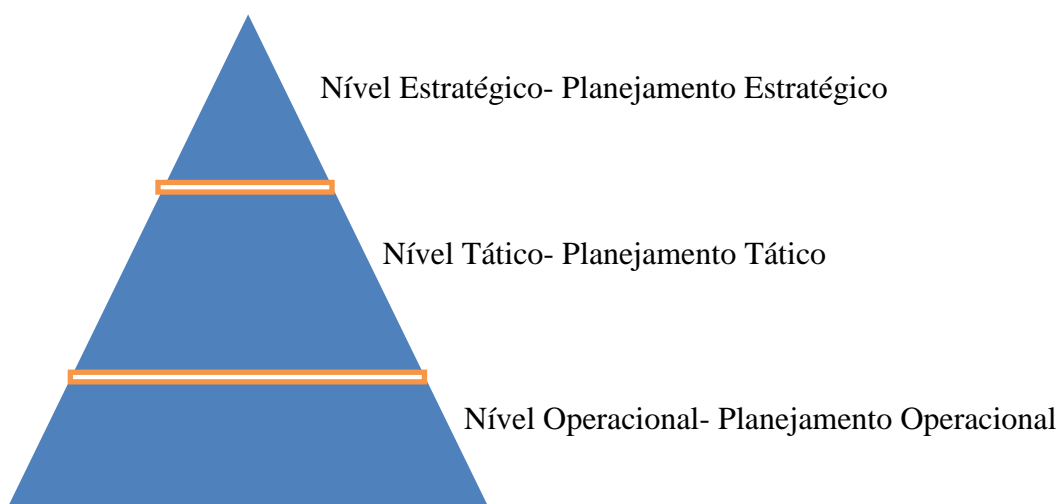 Nível Estratégico- Planejamento Estratégico
Nível Tático- Planejamento Tático
Nível Operacional- Planejamento Operacional